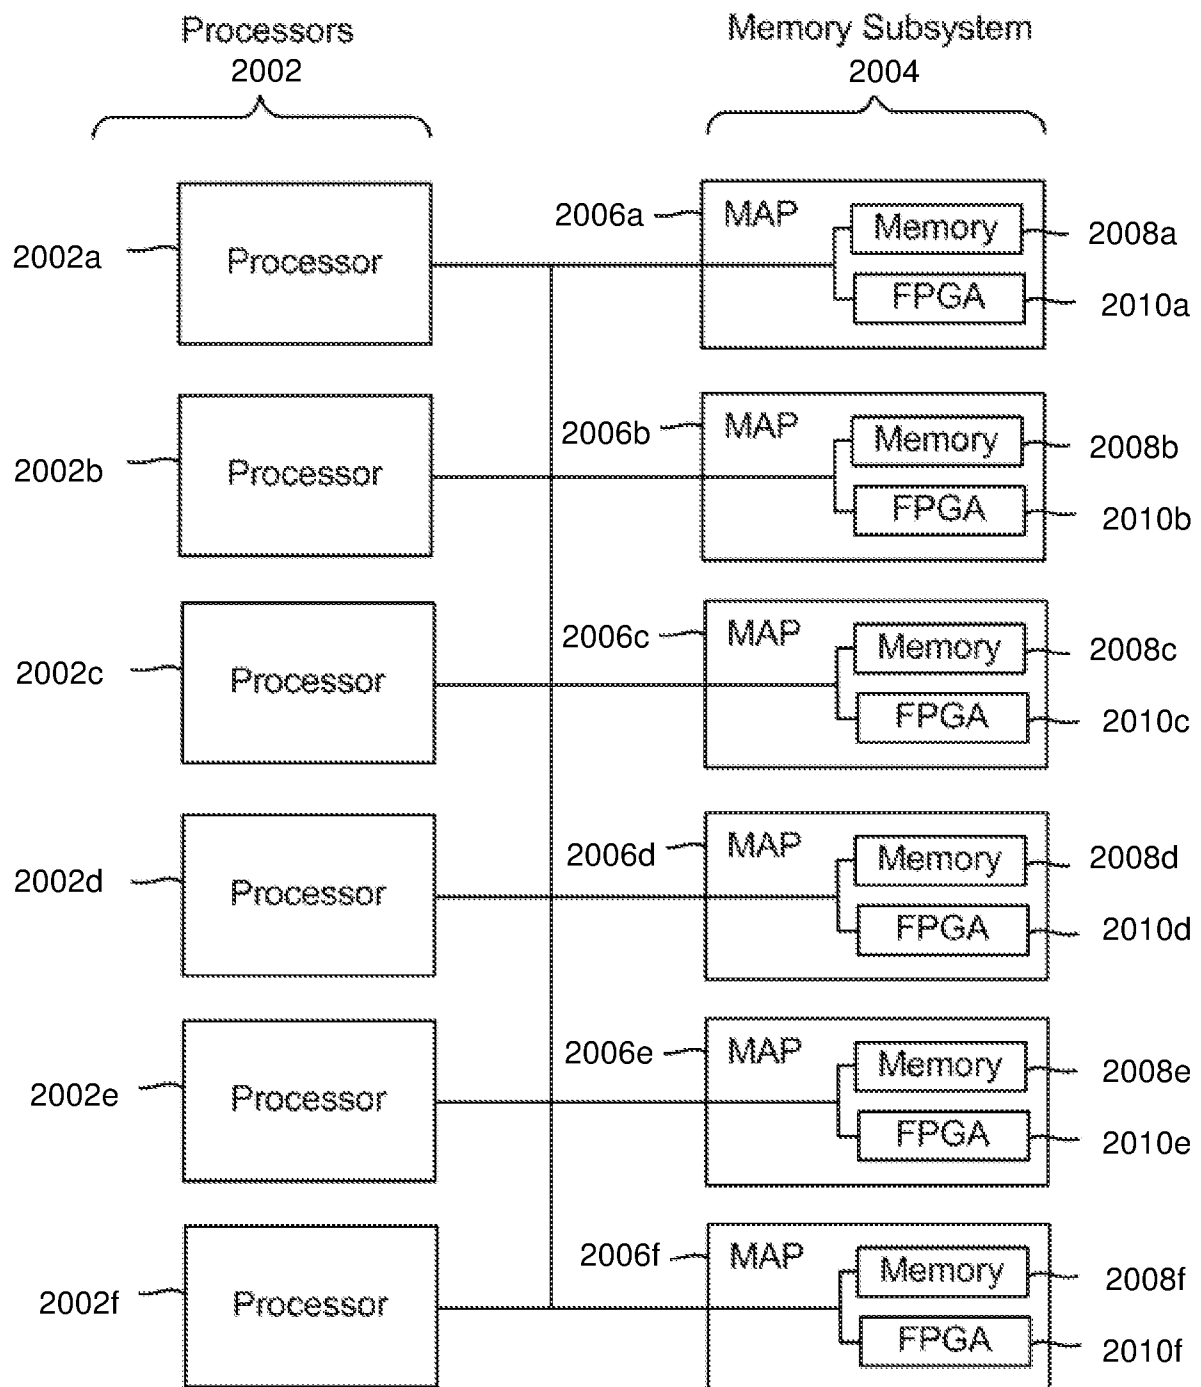 Processors
2002
Memory Subsystem
2004
2002a
Processor
2006a
MAP
Memory
2008a
FPGA
2010a
2002b
Processor
2006b
MAP
Memory
2008b
FPGA
2010b
2002c
Processor
2006c
MAP
Memory
2008c
FPGA
2010c
2002d
Processor
2006d
MAP
Memory
2008d
FPGA
2010d
2002e
Processor
2006e
MAP
Memory
2008e
FPGA
2010e
2002f
Processor
2006f
MAP
Memory
2008f
FPGA
2010f